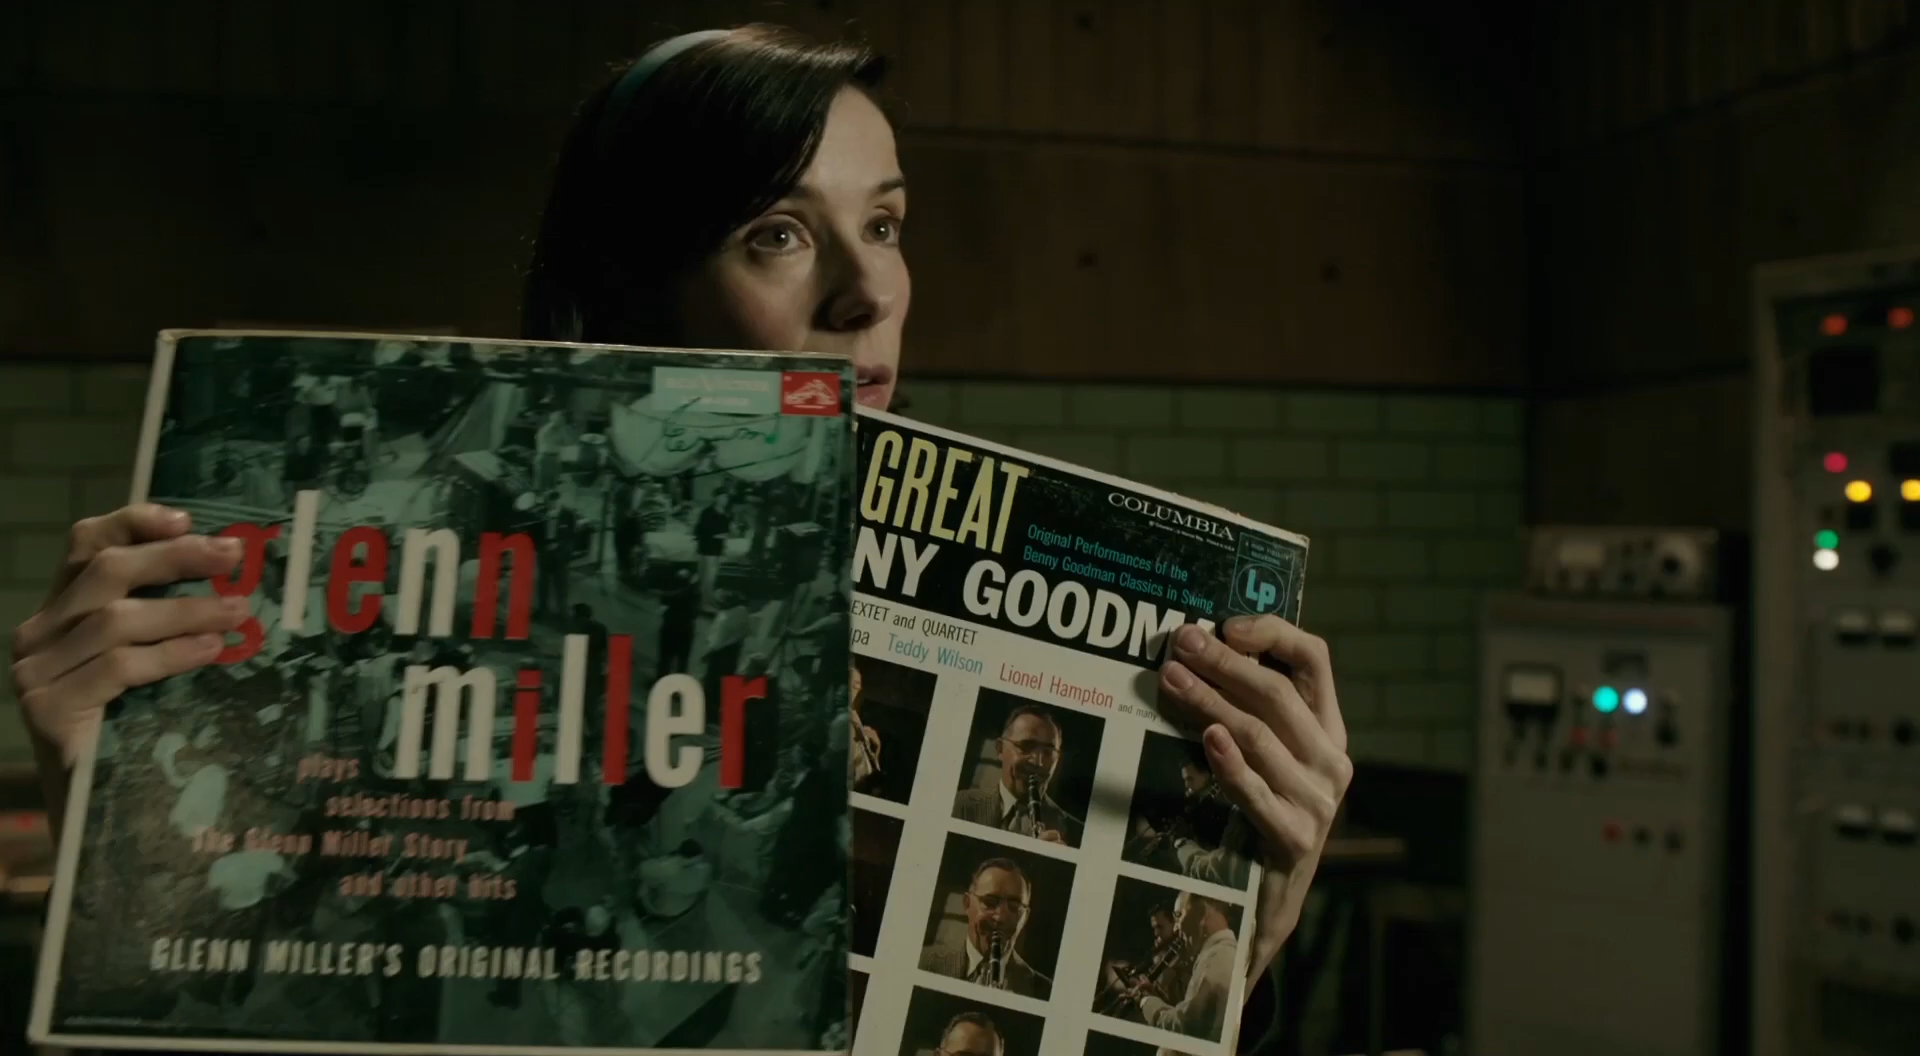 glenn
miller
plays
selections from
The Glenn Miller Story
and other hits
GLENN MILLER'S ORIGINAL RECORDINGS
GREAT
NY GOODM
COLUMBIA
Original Performances of the
Benny Goodman Classics in Swing
Lp
EXTET and QUARTET
pa Teddy Wilson Lionel Hampton and many